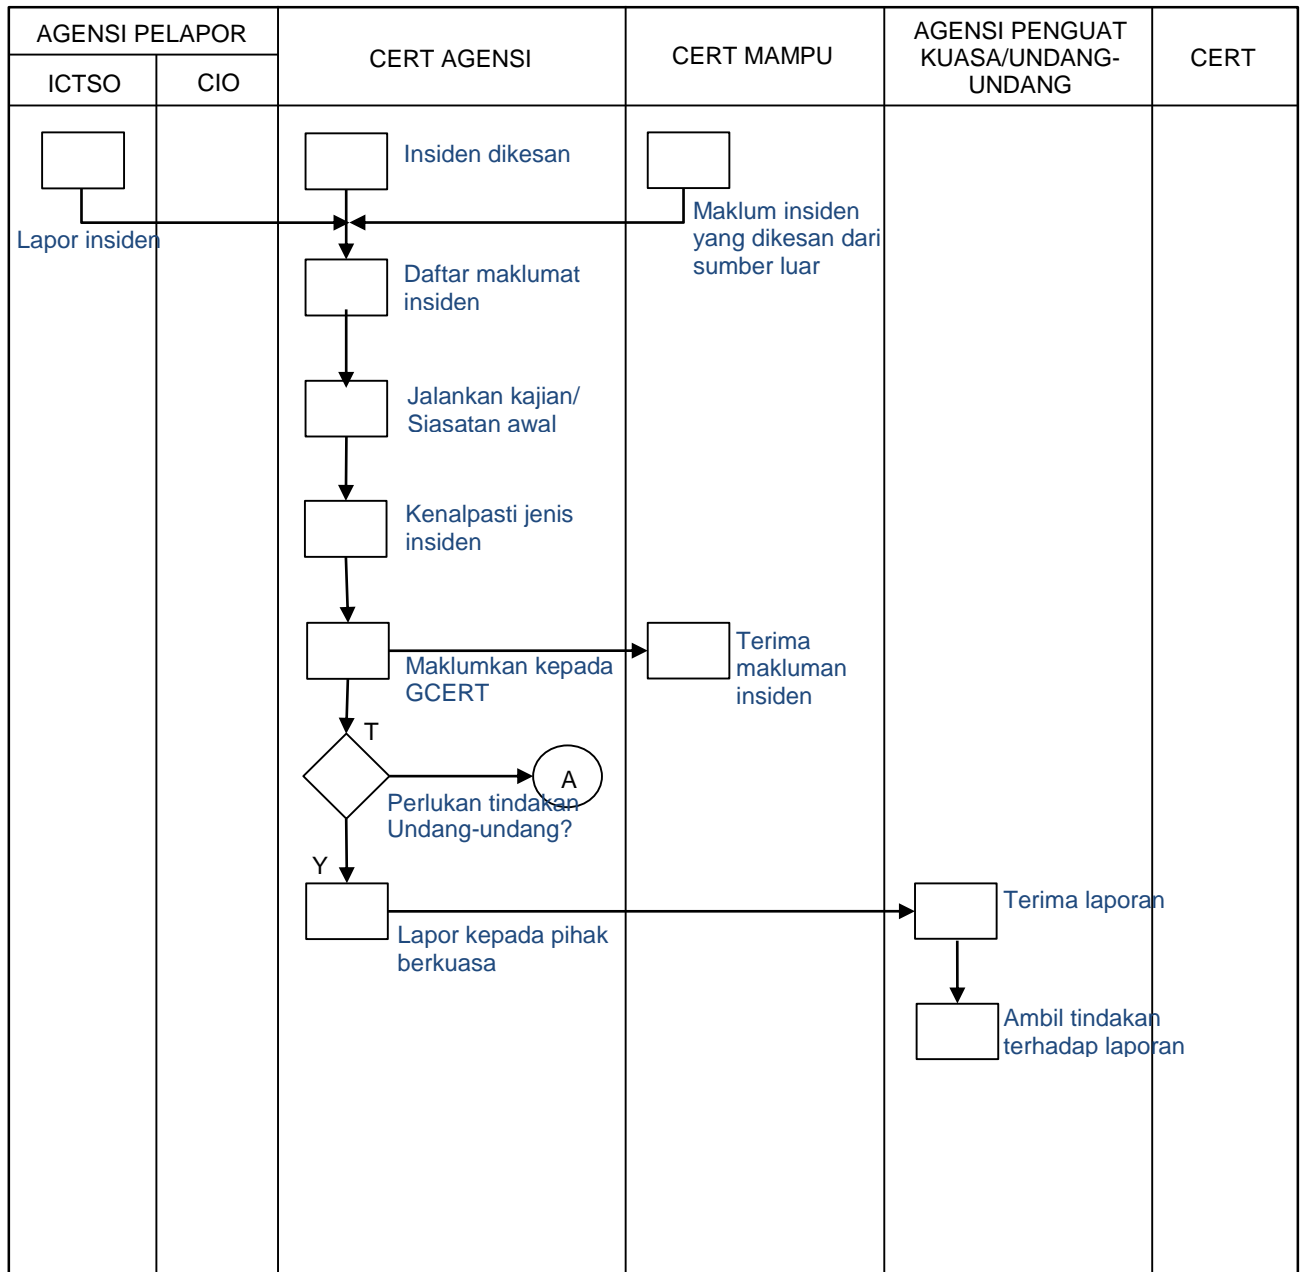 AGENSI PELAPOR
ICTSO
CIO
CERT AGENSI
CERT MAMPU
AGENSI PENGUAT
KUASA/UNDANG-
UNDANG
CERT
Insiden dikesan
Lapor insiden
Maklum insiden
yang dikesan dari
sumber luar
Daftar maklumat
insiden
Jalankan kajian/
Siasatan awal
Kenalpasti jenis
insiden
Maklumkan kepada
GCERT
Terima
makluman
insiden
T
A
Perlukan tindakan
Undang-undang?
Y
Lapor kepada pihak
berkuasa
Terima laporan
Ambil tindakan
terhadap laporan